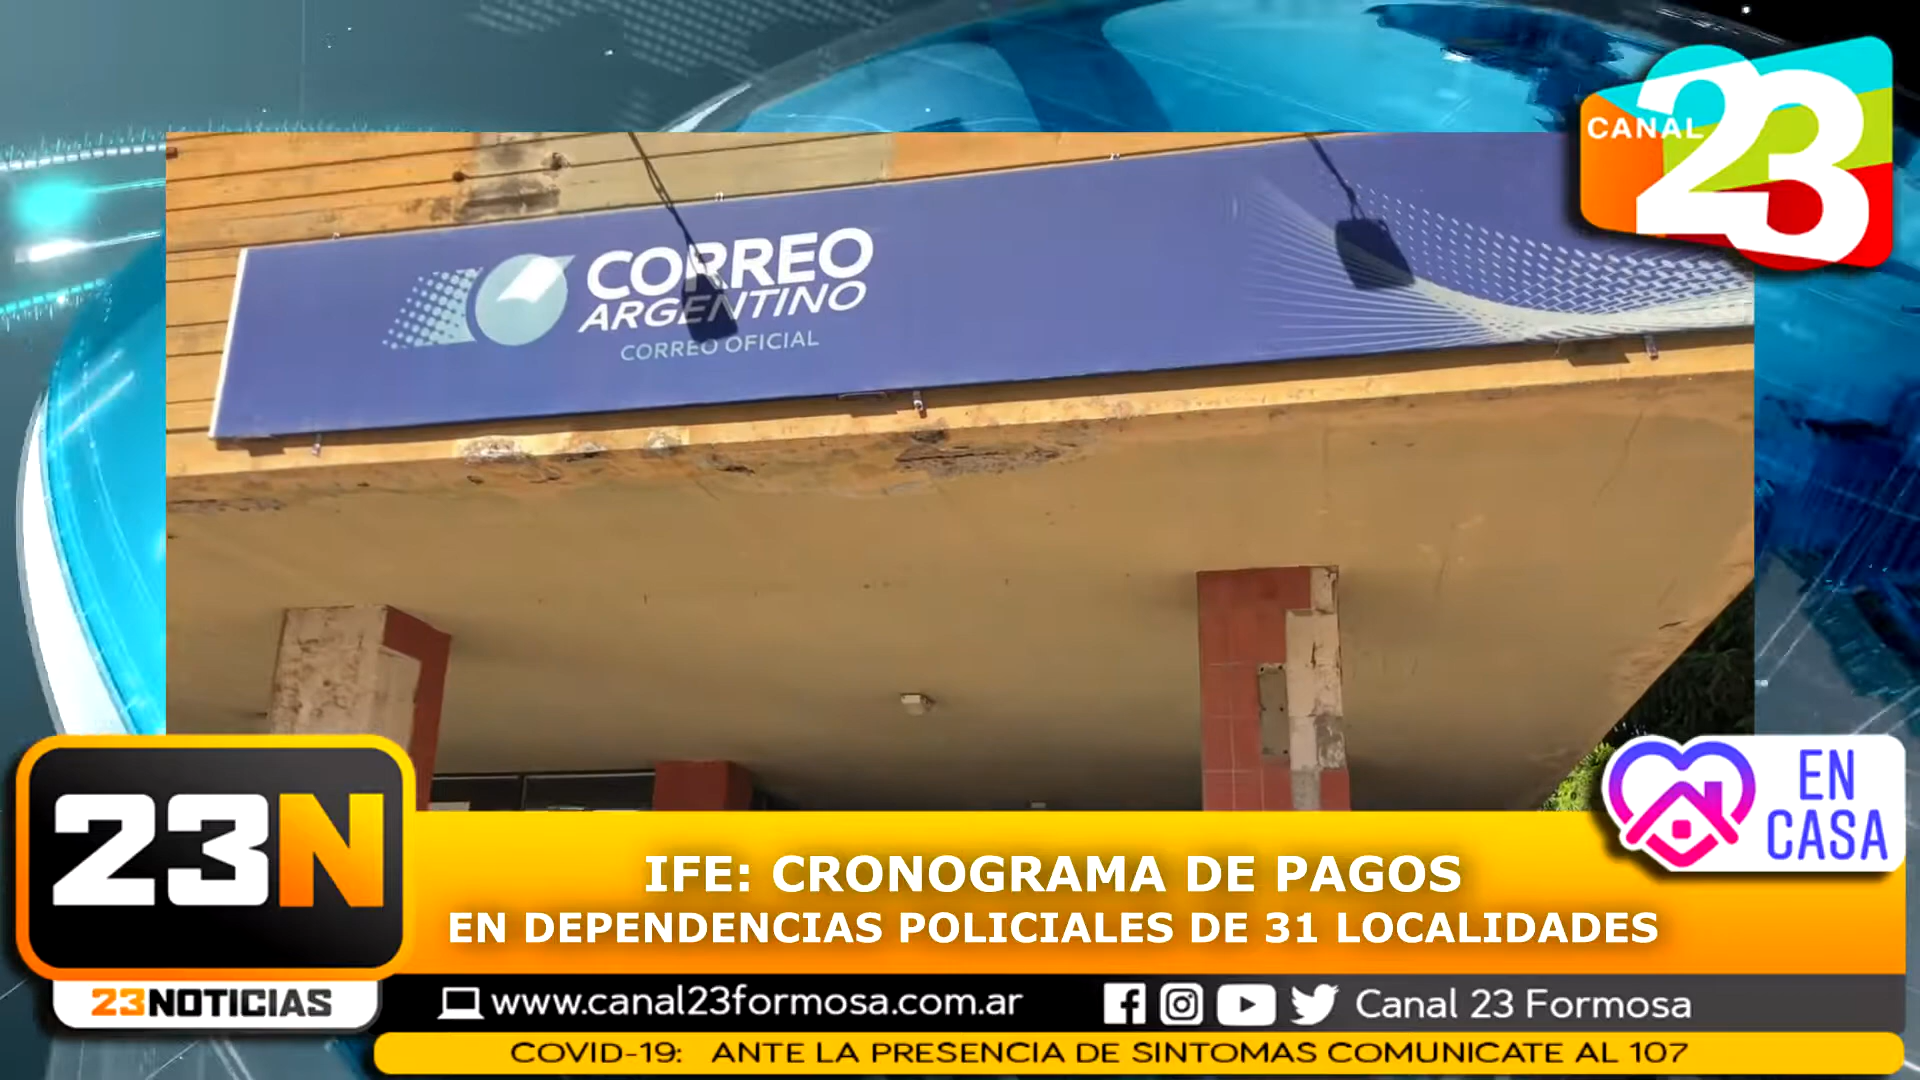 CANAL
23
CORREO
ARGENTINO
CORREO OFICIAL
EN
CASA
23N
23NOTICIAS
IFE: CRONOGRAMA DE PAGOS
EN DEPENDENCIAS POLICIALES DE 31 LOCALIDADES
www.canal23formosa.com.ar
Canal 23 Formosa
COVID-19: ANTE LA PRESENCIA DE SINTOMAS COMUNICATE AL 107